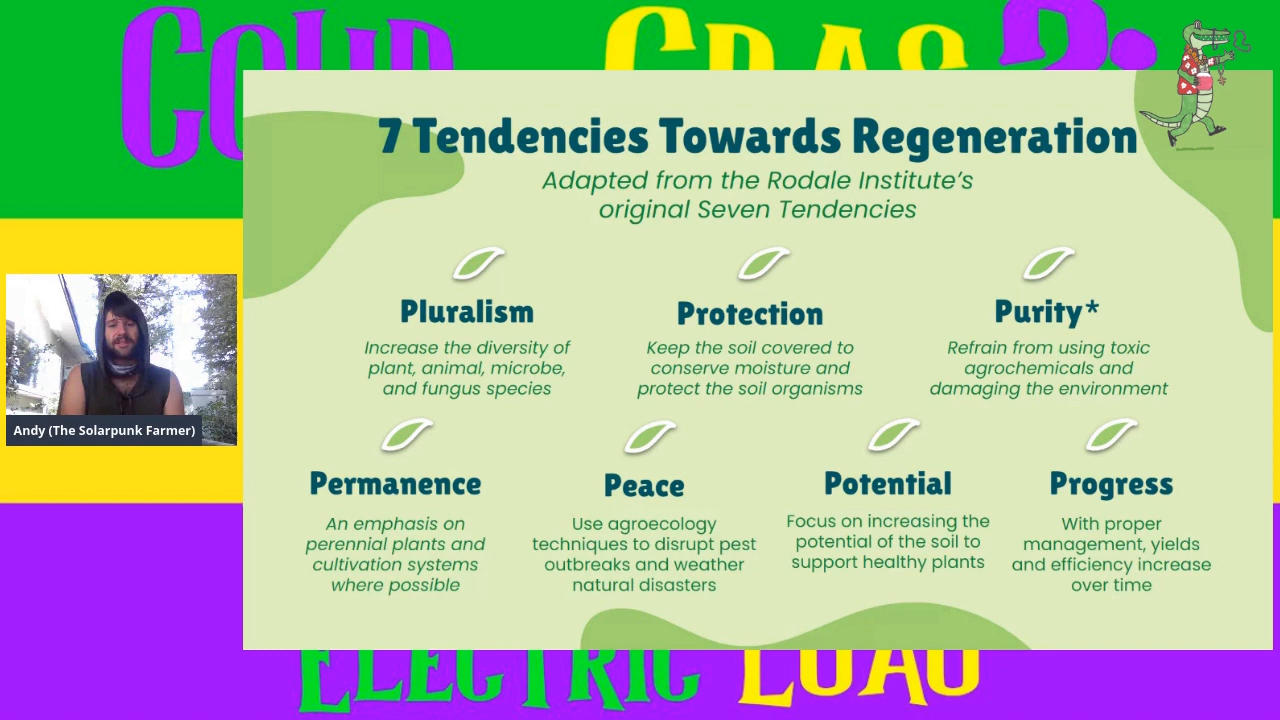 7 Tendencies Towards Regeneration
Adapted from the Rodale Institute's
original Seven Tendencies
Pluralism
Increase the diversity of
plant, animal, microbe,
and fungus species
Protection
Keep the soil covered to
conserve moisture and
protect the soil organisms
Purity*
Refrain from using toxic
agrochemicals and
damaging the environment
Permanence
An emphasis on
perennial plants and
cultivation systems
where possible
Peace
Use agroecology
techniques to disrupt pest
outbreaks and weather
natural disasters
Potential
Focus on increasing the
potential of the soil to
support healthy plants
Progress
With proper
management, yields
and efficiency increase
over time
Andy (The Solarpunk Farmer)
ELECTRIC LUAU